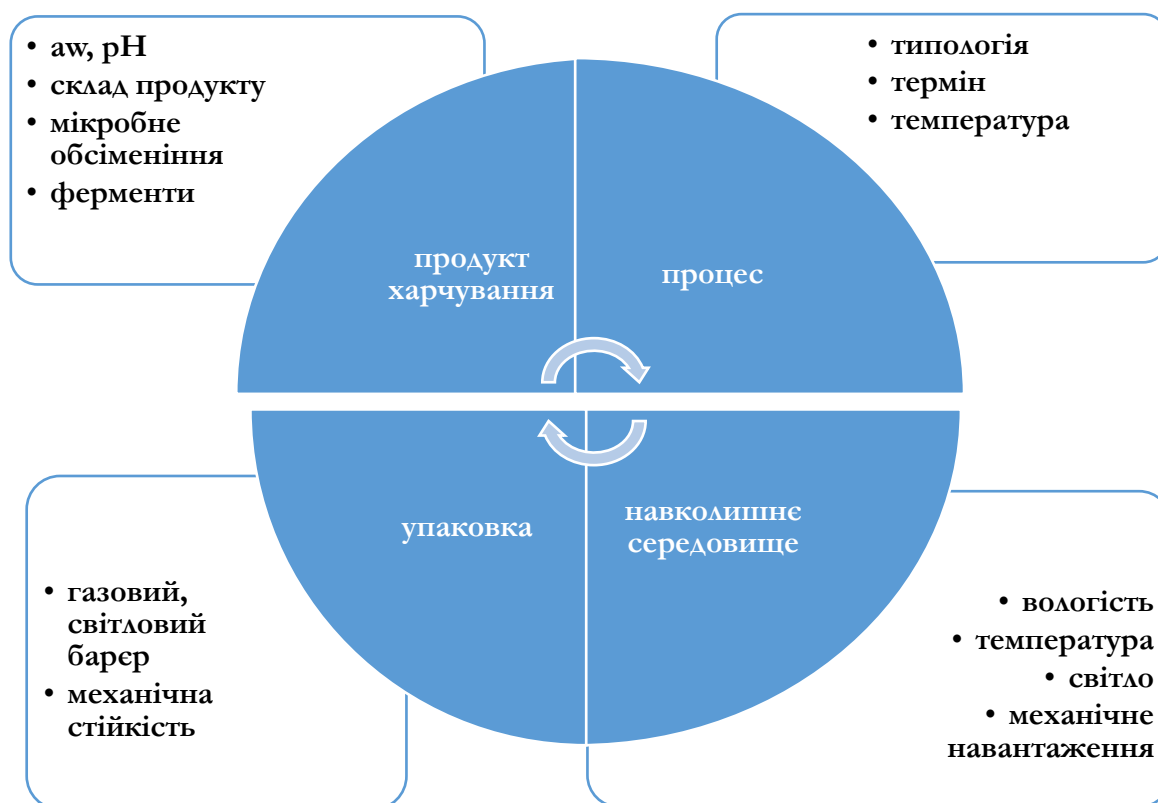 • aw, pH
• склад продукту
• мікробне
обсіменіння
• ферменти
• типологія
• термін
• температура
продукт
харчування
процес
упаковка
навколишнє
середовище
• газовий,
світловий
барєр
• механічна
стійкість
• вологість
• температура
• світло
• механічне
навантаження